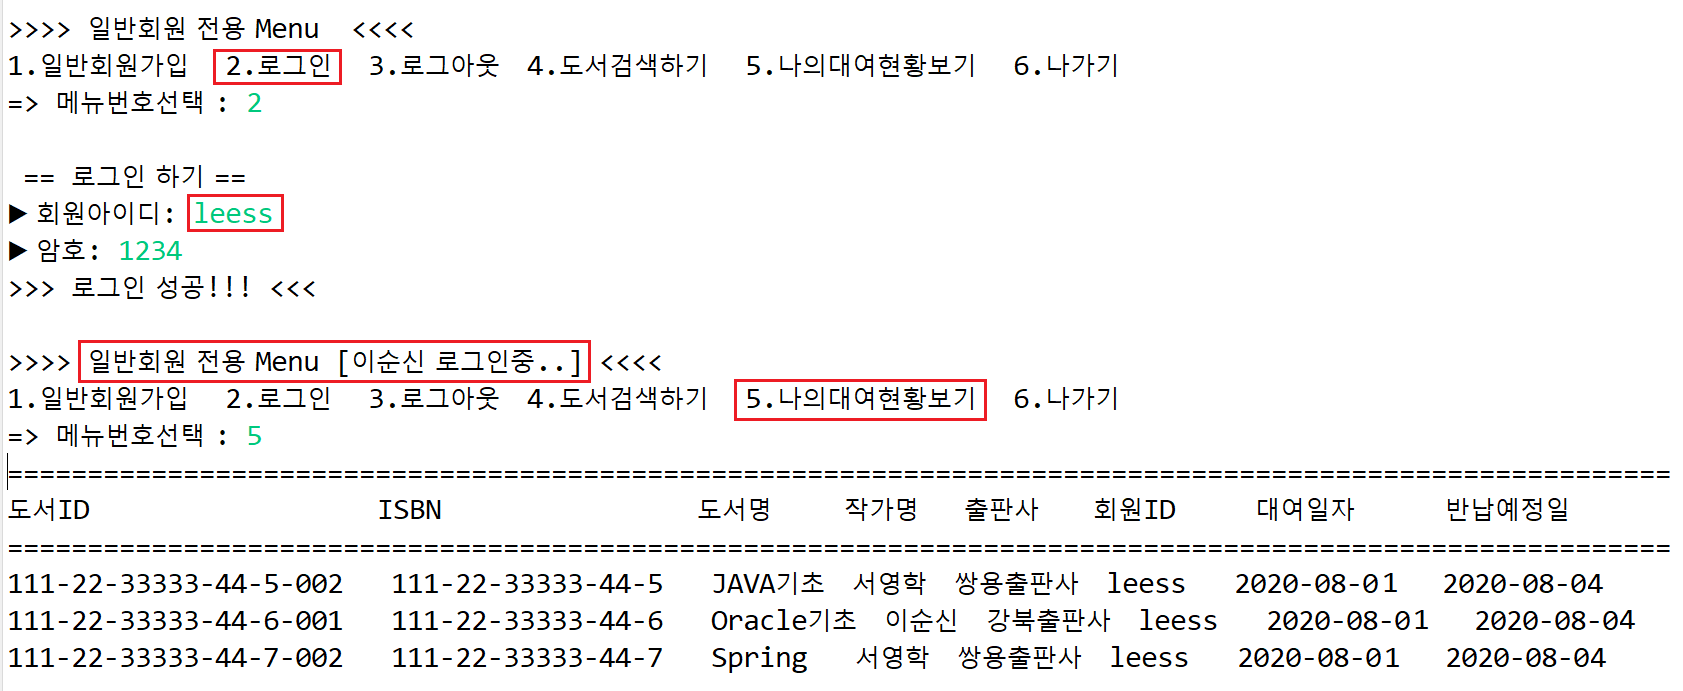 >>>> 일반회원 전용 Menu  <<<<
1.일반회원가입  2.로그인  3.로그아웃  4.도서검색하기  5.나의대여현황보기  6.나가기
=> 메뉴번호선택 : 2
== 로그인 하기 ==
▶ 회원아이디: leess
▶ 암호: 1234
>>> 로그인 성공!!! <<<
>>>> 일반회원 전용 Menu [이순신 로그인중..] <<<<
1.일반회원가입  2.로그인  3.로그아웃  4.도서검색하기  5.나의대여현황보기  6.나가기
=> 메뉴번호선택 : 5
========================================================================================================
도서ID  ISBN  도서명  작가명  출판사  회원ID  대여일자  반납예정일
========================================================================================================
111-22-33333-44-5-002  111-22-33333-44-5  JAVA기초  서영학  쌍용출판사  leess  2020-08-01  2020-08-04
111-22-33333-44-6-001  111-22-33333-44-6  Oracle기초  이순신  강북출판사  leess  2020-08-01  2020-08-04
111-22-33333-44-7-002  111-22-33333-44-7  Spring  서영학  쌍용출판사  leess  2020-08-01  2020-08-04